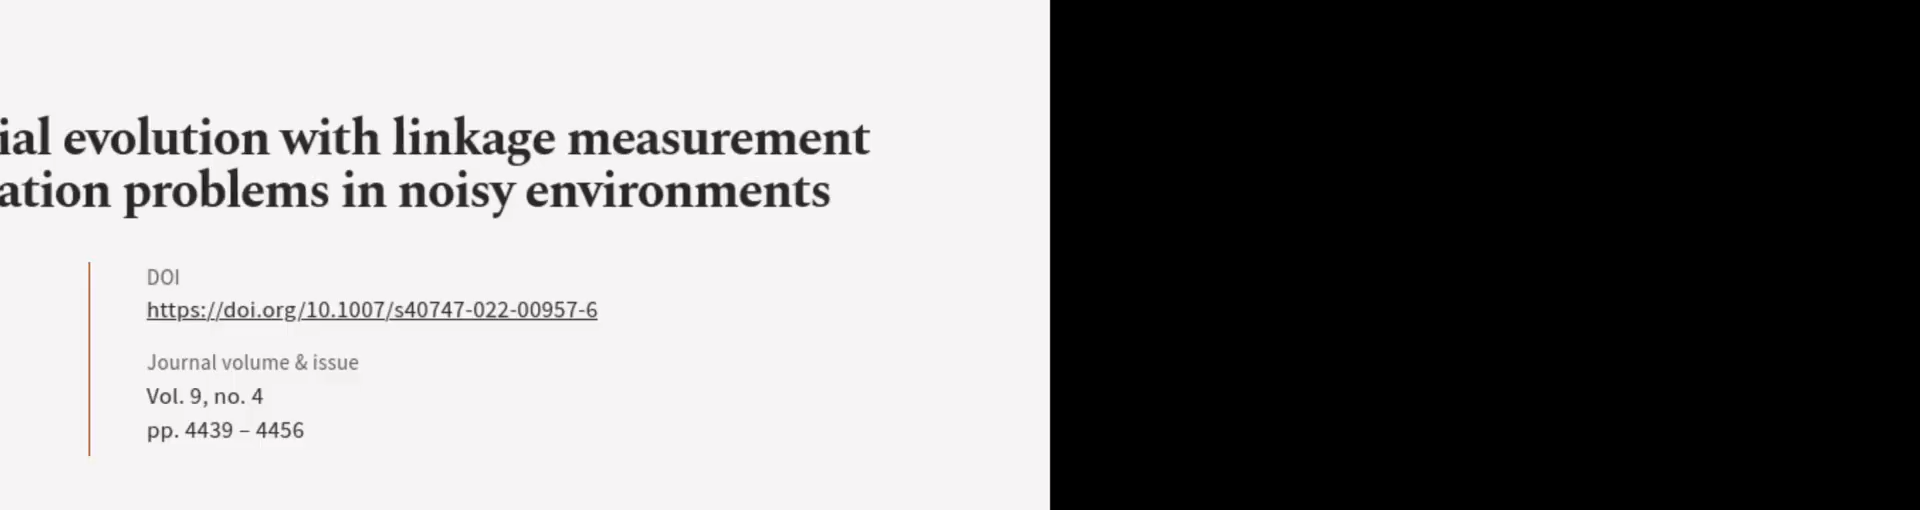 ial evolution with linkage measurement
ation problems in noisy environments
DOI
https://doi.org/10.1007/s40747-022-00957-6
Journal volume & issue
Vol. 9, no. 4
pp. 4439 – 4456